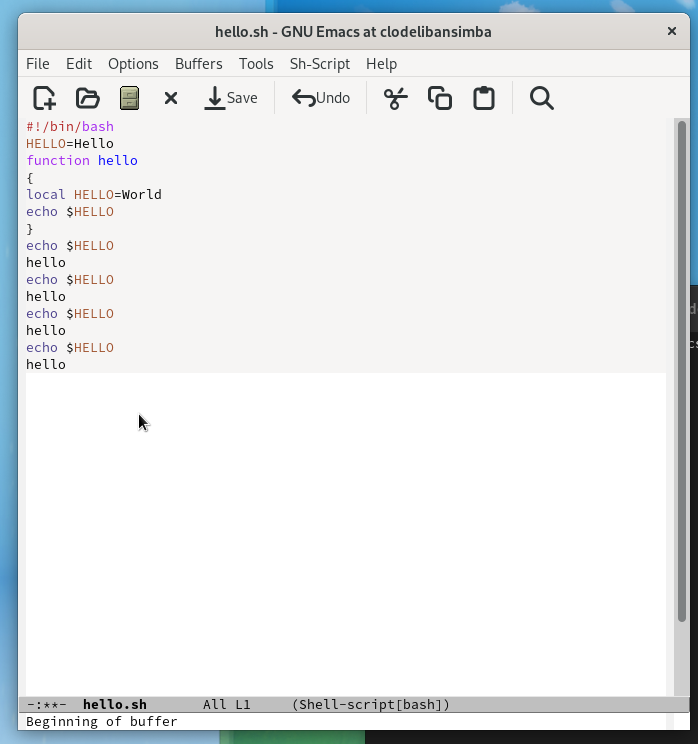 hello.sh - GNU Emacs at clodelibansimba
File Edit Options Buffers Tools Sh-Script Help
Save Undo
#!/bin/bash
HELLO=Hello
function hello
{
local HELLO=World
echo $HELLO
}
echo $HELLO
hello
echo $HELLO
hello
echo $HELLO
hello
echo $HELLO
hello
-:**- hello.sh All L1 (Shell-script[bash])
Beginning of buffer